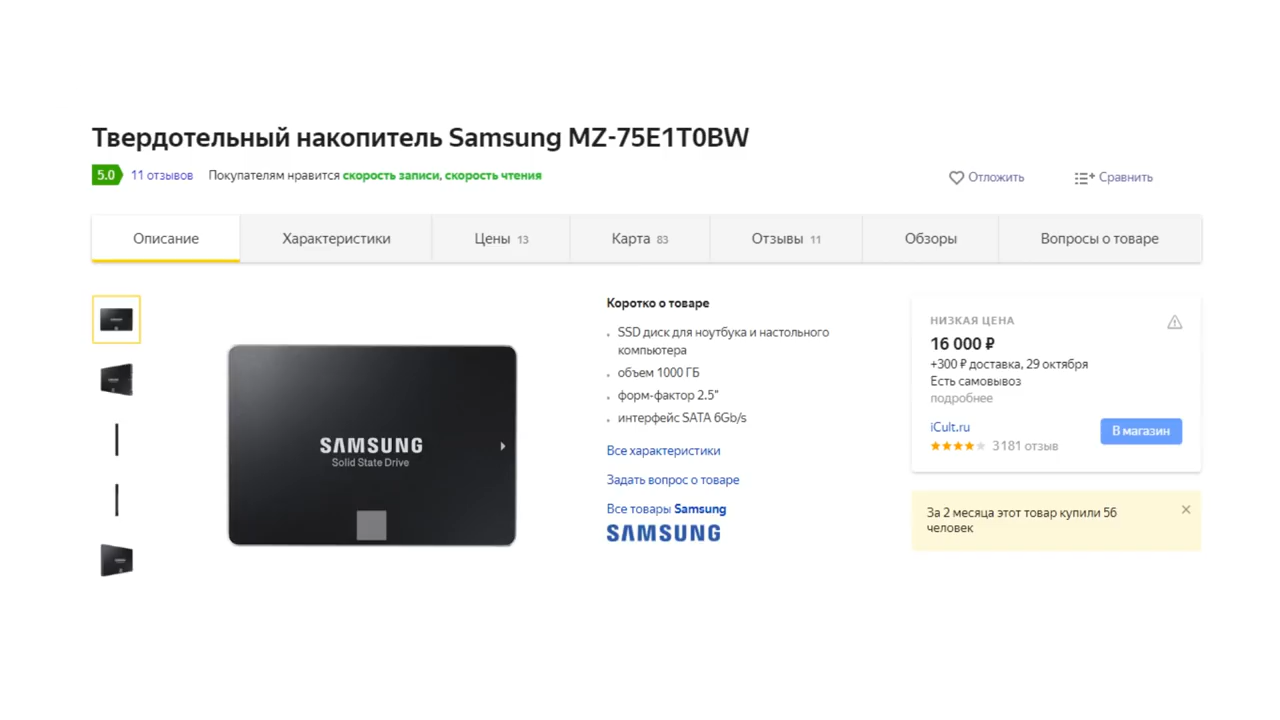 Твердотельный накопитель Samsung MZ-75E1T0BW
5.0 11 отзывов Покупателям нравится скорость записи, скорость чтения
Отложить Сравнить
Описание Характеристики Цены 13 Карта 83 Отзывы 11 Обзоры Вопросы о товаре
SAMSUNG
Solid State Drive
Коротко о товаре
SSD диск для ноутбука и настольного
компьютера
объем 1000 ГБ
форм-фактор 2.5"
интерфейс SATA 6Gb/s
Все характеристики
Задать вопрос о товаре
Все товары Samsung
SAMSUNG
НИЗКАЯ ЦЕНА
16 000 ₽
+300 ₽ доставка, 29 октября
Есть самовывоз
подробнее
iCult.ru
3181 отзыв
В магазин
За 2 месяца этот товар купили 56
человек